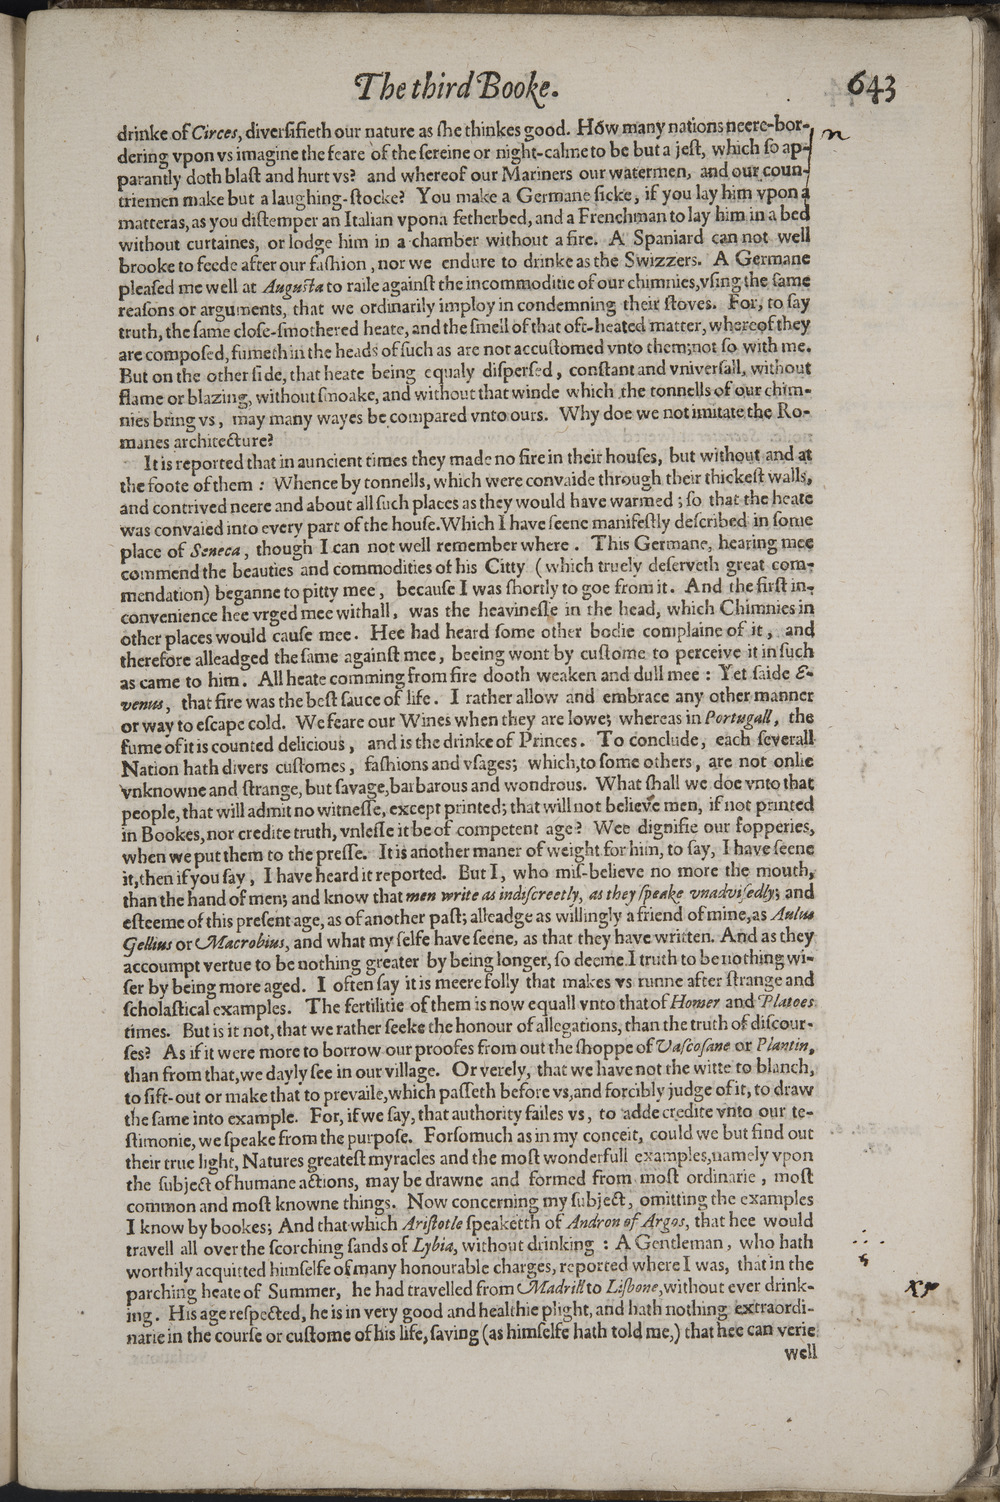 The third Booke.
643
drinke of Circes, diversifieth our nature as she thinkes good. How many nations neere-bor-
dering vpon vs imagine the feare of the sereine or night-calme to be but a jest, which so ap-
parantly doth blast and hurt vs? and whereof our Mariners our watermen, and our coun-
triemen make but a laughing-stocke? You make a Germane sicke, if you lay him vpon a
matteras, as you distemper an Italian vpona fetherbed, and a Frenchman to lay him in a bed
without curtaines, or lodge him in a chamber without a fire. A Spaniard can not well
brooke to feede after our fashion, nor we endure to drinke as the Swizzers. A Germane
pleased me well at Augusta to raile against the incommoditie of our chimnies, vsing the same
reasons or arguments, that we ordinarily imploy in condemning their stoves. For, to say
truth, the same close-smothered heate, and the smell of that oft-heated matter, whereof they
are composed, fumeth in the heads of such as are not accustomed vnto them; not so with me.
But on the other side, that heate being equaly dispersed, constant and vniversall, without
flame or blazing, without smoake, and without that winde which the tonnells of our chim-
nies bring vs, may many wayes be compared vnto ours. Why doe we not imitate the Ro-
manes architecture?
It is reported that in auncient times they made no fire in their houses, but without and at
the foote of them: Whence by tonnells, which were convaide through their thickest walls,
and contrived neere and about all such places as they would have warmed; so that the heate
was convaied into every part of the house. Which I have seene manifestly described in some
place of Seneca, though I can not well remember where. This Germane, hearing mee
commend the beauties and commodities of his Citty (which truely deserveth great com-
mendation) beganne to pitty mee, because I was shortly to goe from it. And the first in-
convenience hee vrged mee withall, was the heavinesse in the head, which Chimnies in
other places would cause mee. Hee had heard some other bodie complaine of it, and
therefore alleadged the same against mee, beeing wont by custome to perceive it in such
as came to him. All heate comming from fire dooth weaken and dull mee: Yet saide E-
venus, that fire was the best sauce of life. I rather allow and embrace any other manner
or way to escape cold. We feare our Wines when they are lowe; whereas in Portugall, the
fume of it is counted delicious, and is the drinke of Princes. To conclude, each severall
Nation hath divers customes, fashions and vsages; which, to some others, are not onlie
vnknowne and strange, but savage, barbarous and wondrous. What shall we doe vnto that
people, that will admit no witnesse, except printed; that will not believe men, if not printed
in Bookes, nor credite truth, vnlesse it be of competent age? Wee dignifie our fopperies,
when we put them to the presse. It is another maner of weight for him, to say, I have seene
it, then if you say, I have heard it reported. But I, who mis-believe no more the mouth,
than the hand of men; and know that men write as indiscreetly, as they speake vnadvisedly; and
esteeme of this present age, as of another past; alleadge as willingly a friend of mine, as Aulus
Gellius or Macrobius, and what my selfe have seene, as that they have written. And as they
accoumpt vertue to be nothing greater by being longer, so deeme I truth to be nothing wi-
ser by being more aged. I often say it is meere folly that makes vs runne after strange and
scholastical examples. The fertilitie of them is now equall vnto that of Homer and Platoes
times. But is it not, that we rather seeke the honour of allegations, than the truth of discour-
ses? As if it were more to borrow our proofes from out the shoppe of Vascosane or Plantin,
than from that, we dayly see in our village. Or verely, that we have not the witte to blanch,
to sift-out or make that to prevaile, which passeth before vs, and forcibly judge of it, to draw
the same into example. For, if we say, that authority failes vs, to adde credite vnto our te-
stimonie, we speake from the purpose. Forsomuch as in my conceit, could we but find out
their true light, Natures greatest myracles and the most wonderfull examples, namely vpon
the subject of humane actions, may be drawne and formed from most ordinarie, most
common and most knowne things. Now concerning my subject, omitting the examples
I know by bookes; And that which Aristotle speaketth of Andron of Argos, that hee would
travell all over the scorching sands of Lybia, without drinking: A Gentleman, who hath
worthily acquitted himselfe of many honourable charges, reported where I was, that in the
parching heate of Summer, he had travelled from Madrill to Lisbone, without ever drink-
ing. His age respected, he is in very good and healthie plight, and hath nothing extraordi-
narie in the course or custome of his life, saving (as himselfe hath told me,) that hee can verie
well